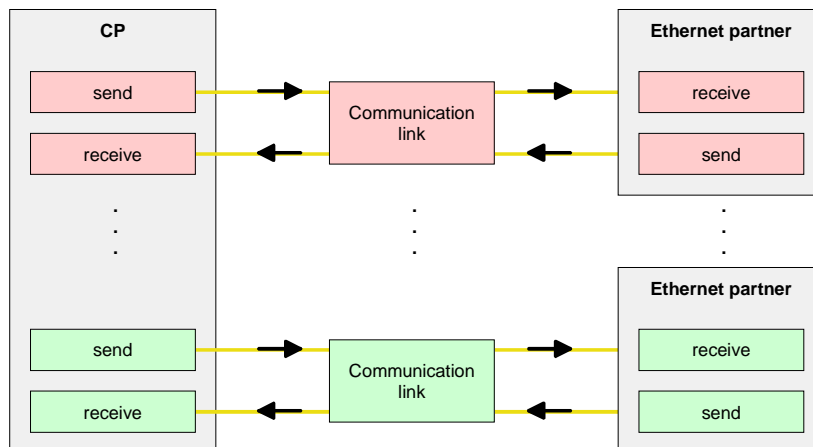 CP
Ethernet partner
send
receive
Communication
link
receive
send
.
.
.
.
.
.
.
.
.
Ethernet partner
send
receive
Communication
link
receive
send